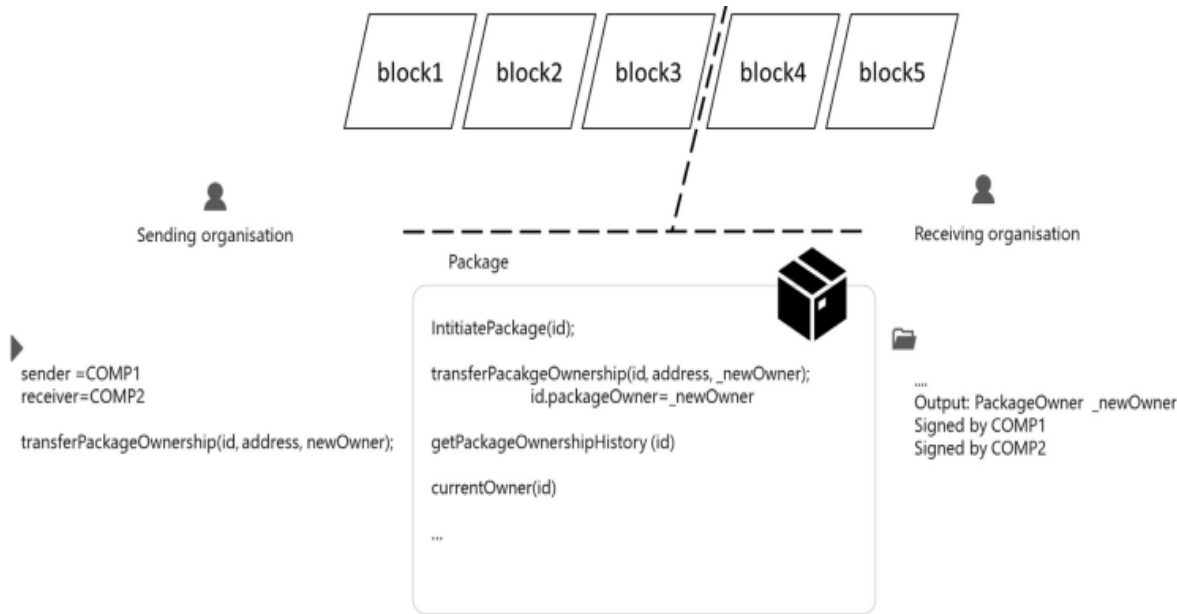 block1
block2
block3
block4
block5
Sending organisation
Receiving organisation
Package
IntitiatePackage(id);
transferPacakgeOwnership(id, address, _newOwner);
id.packageOwner=_newOwner
getPackageOwnershipHistory (id)
currentOwner(id)
...
sender =COMP1
receiver=COMP2
transferPackageOwnership(id, address, newOwner);
....
Output: PackageOwner _newOwner
Signed by COMP1
Signed by COMP2